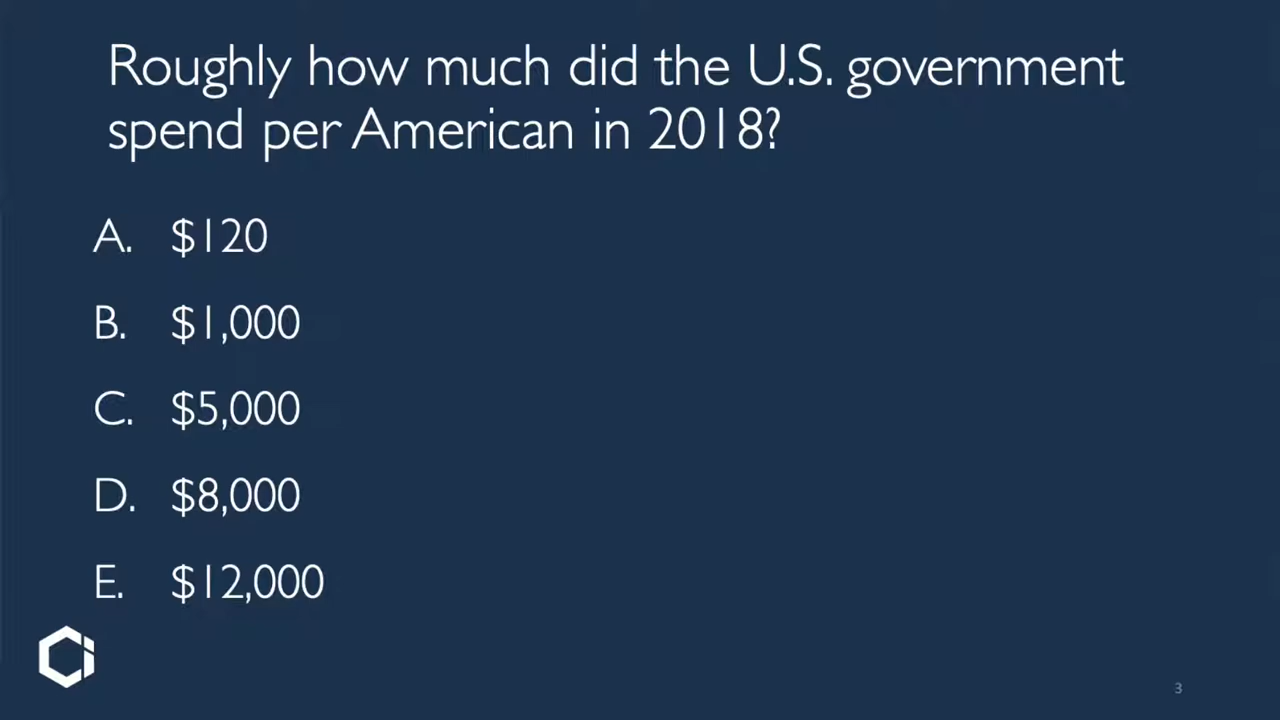 Roughly how much did the U.S. government
spend per American in 2018?
A. $120
B. $1,000
C. $5,000
D. $8,000
E. $12,000
3